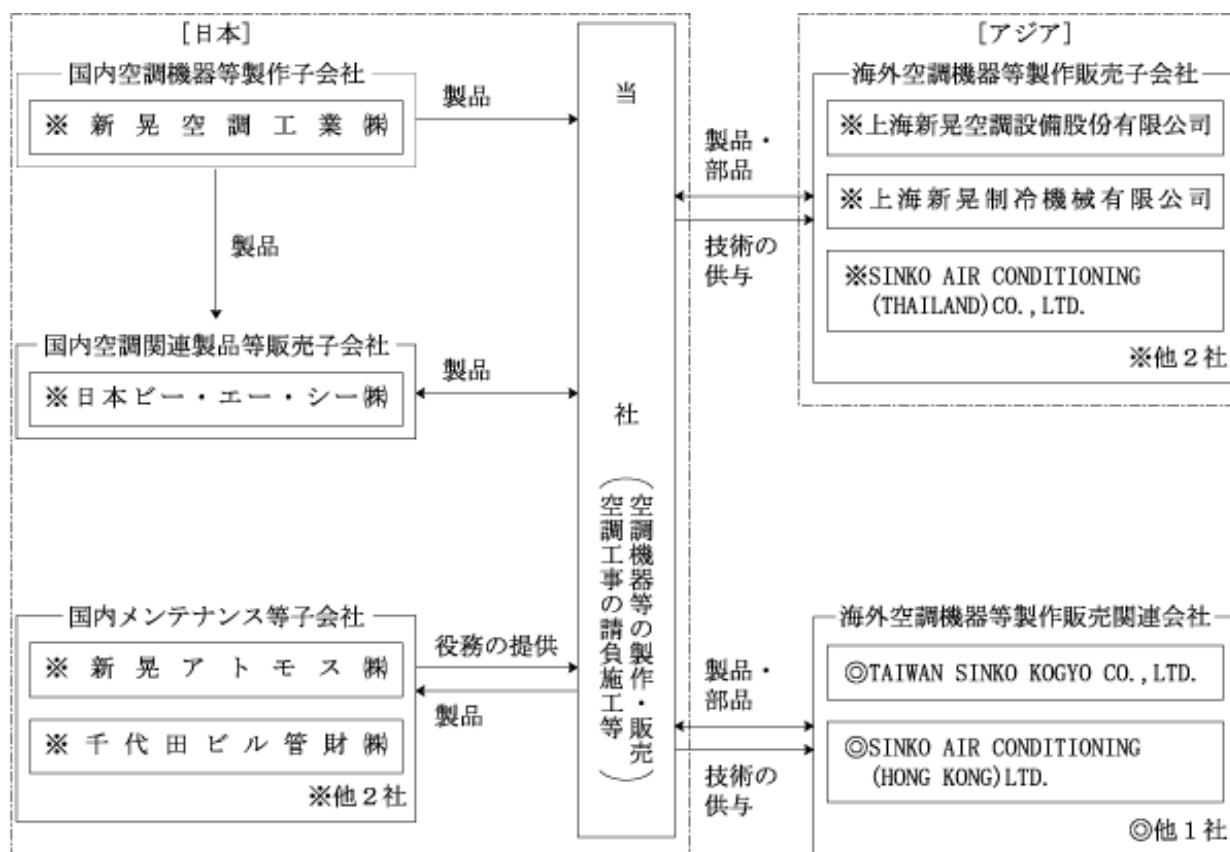 [日本]
国内空調機器等製作子会社
※新晃空調工業㈱
製品
製品
国内空調関連製品等販売子会社
※日本ビー・エー・シー㈱
製品
国内メンテナンス等子会社
※新晃アトモス㈱
※千代田ビル管財㈱
※他2社
役務の提供
製品
当社
(空調機器等の製作・販売
空調工事の請負施工等)
[アジア]
海外空調機器等製作販売子会社
※上海新晃空調設備股份有限公司
※上海新晃制冷機械有限公司
※SINKO AIR CONDITIONING
(THAILAND)CO.,LTD.
※他2社
製品・
部品
技術の
供与
海外空調機器等製作販売関連会社
◎TAIWAN SINKO KOGYO CO.,LTD.
◎SINKO AIR CONDITIONING
(HONG KONG)LTD.
◎他1社
製品・
部品
技術の
供与